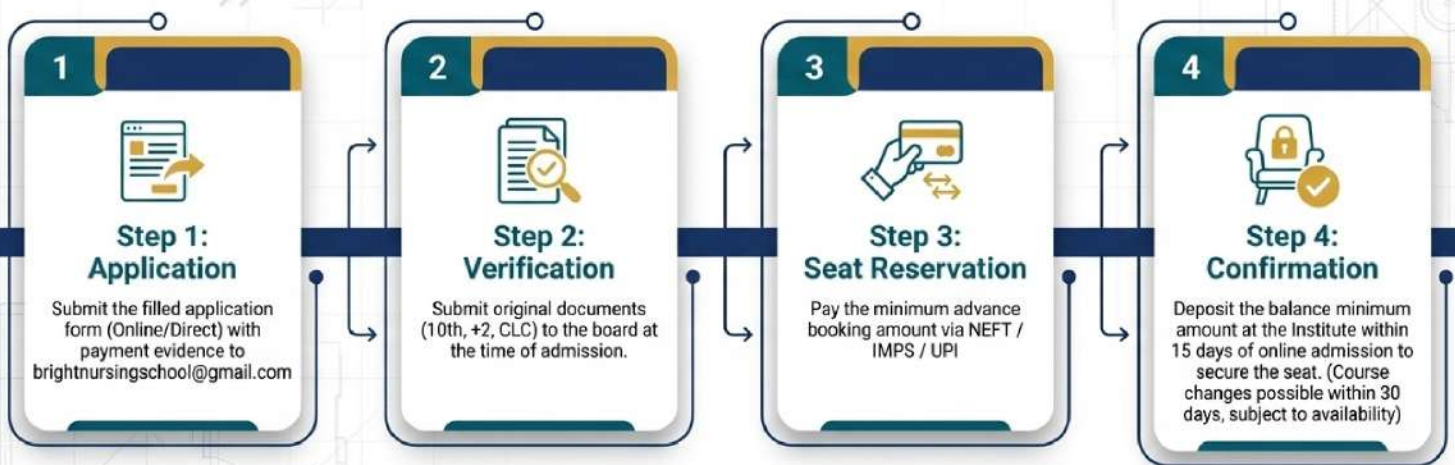 1
Step 1:
Application
Submit the filled application
form (Online/Direct) with
payment evidence to
brightnursingschool@gmail.com
2
Step 2:
Verification
Submit original documents
(10th, +2, CLC) to the board at
the time of admission.
3
Step 3:
Seat Reservation
Pay the minimum advance
booking amount via NEFT /
IMPS / UPI
4
Step 4:
Confirmation
Deposit the balance minimum
amount at the Institute within
15 days of online admission to
secure the seat. (Course
changes possible within 30
days, subject to availability)